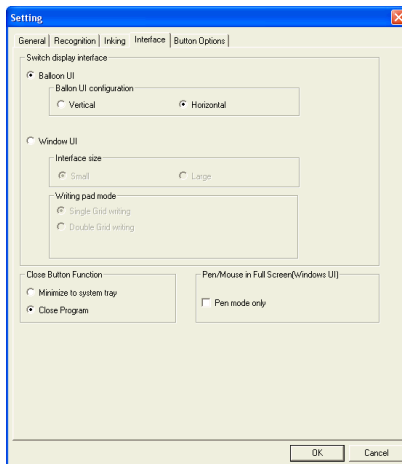 Setting
General Recognition Inking Interface Button Options
Switch display interface
Balloon UI
Ballon UI configuration
Vertical Horizontal
Window UI
Interface size
Small Large
Writing pad mode
Single Grid writing
Double Grid writing
Close Button Function Pen/Mouse in Full Screen(Windows UI)
Minimize to system tray
Pen mode only
Close Program
OK Cancel